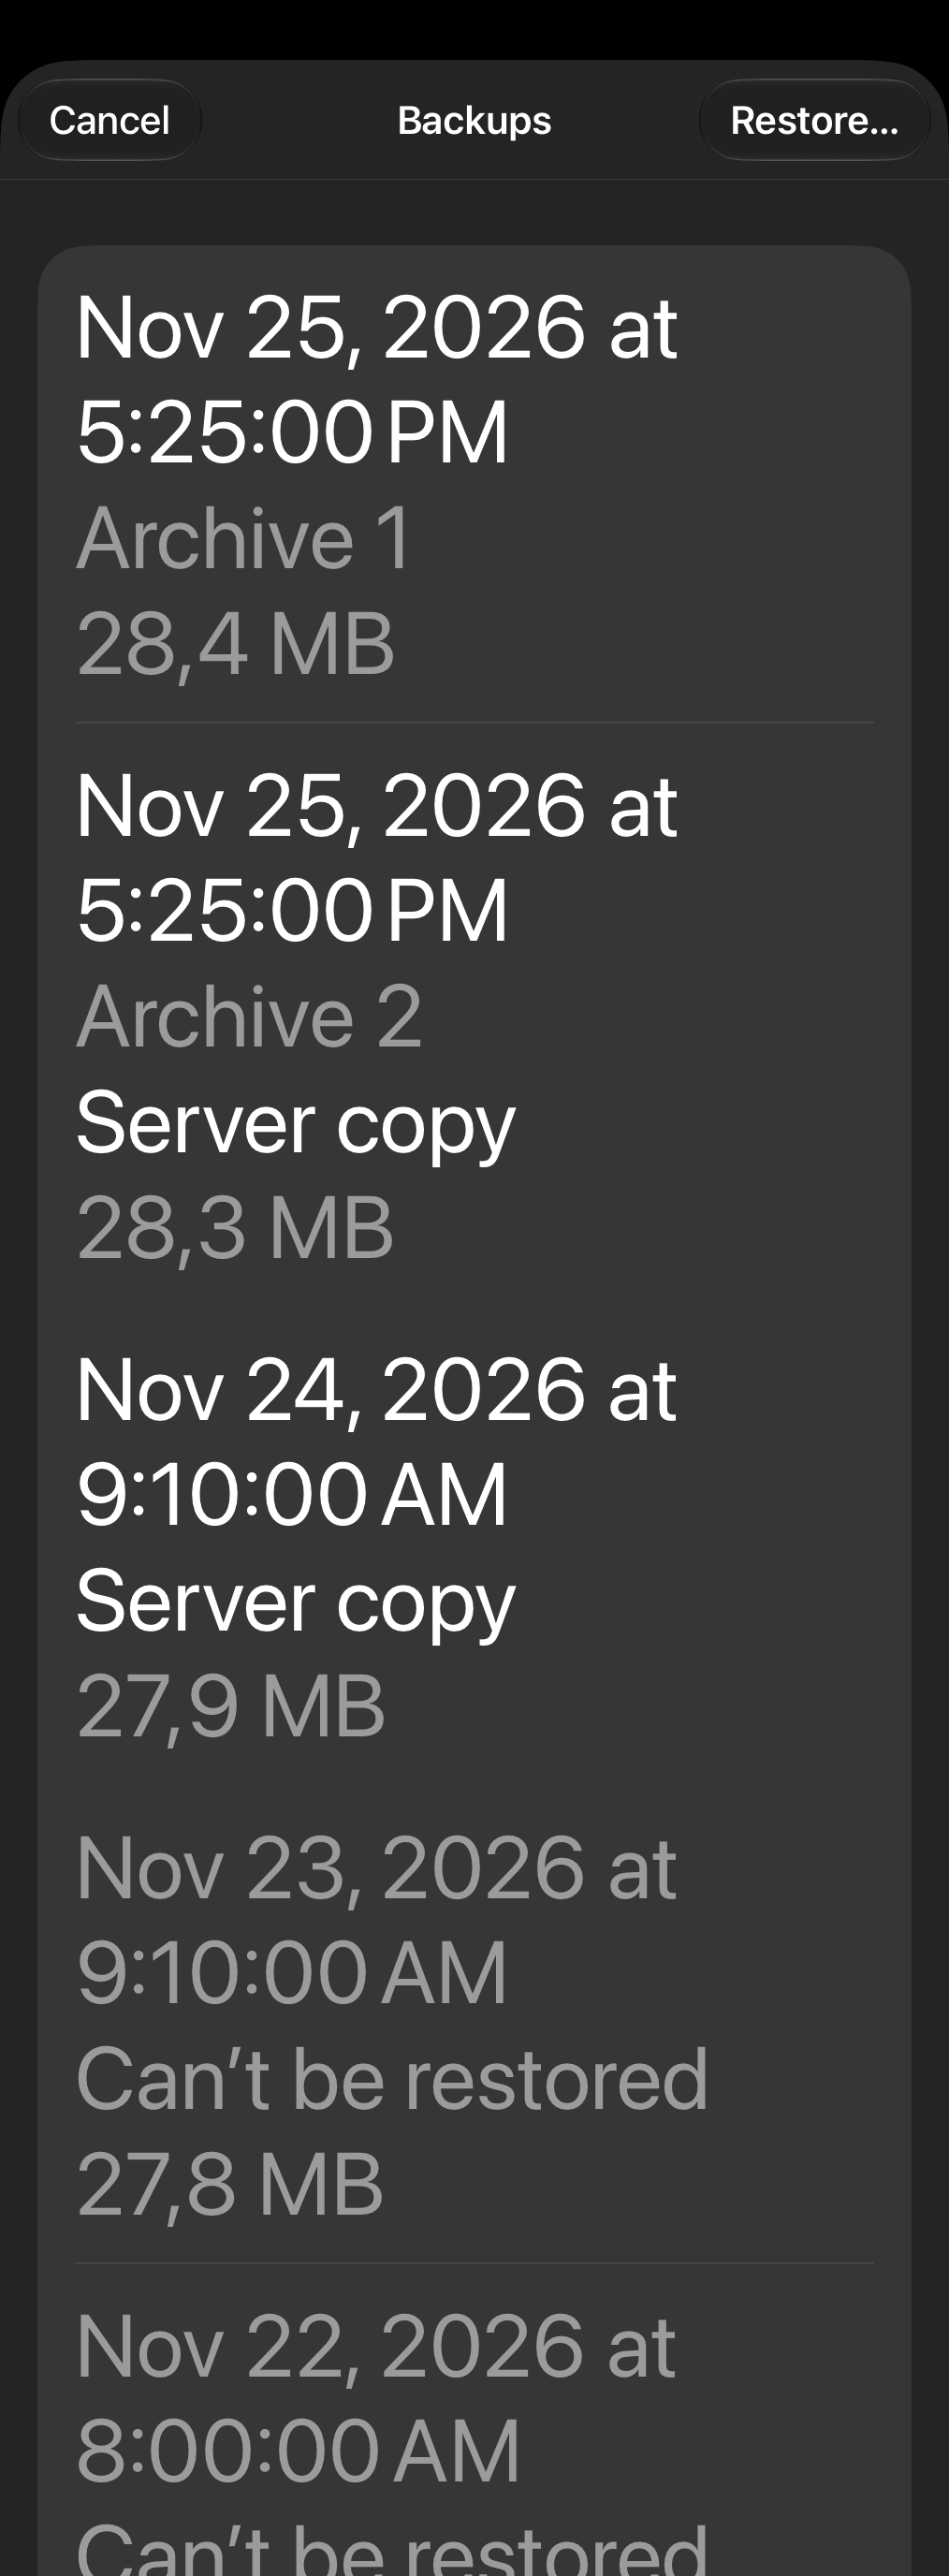 Cancel
Backups
Restore...
Nov 25, 2026 at
5:25:00 PM
Archive 1
28,4 MB
Nov 25, 2026 at
5:25:00 PM
Archive 2
Server copy
28,3 MB
Nov 24, 2026 at
9:10:00 AM
Server copy
27,9 MB
Nov 23, 2026 at
9:10:00 AM
Can’t be restored
27,8 MB
Nov 22, 2026 at
8:00:00 AM
Can’t be restored